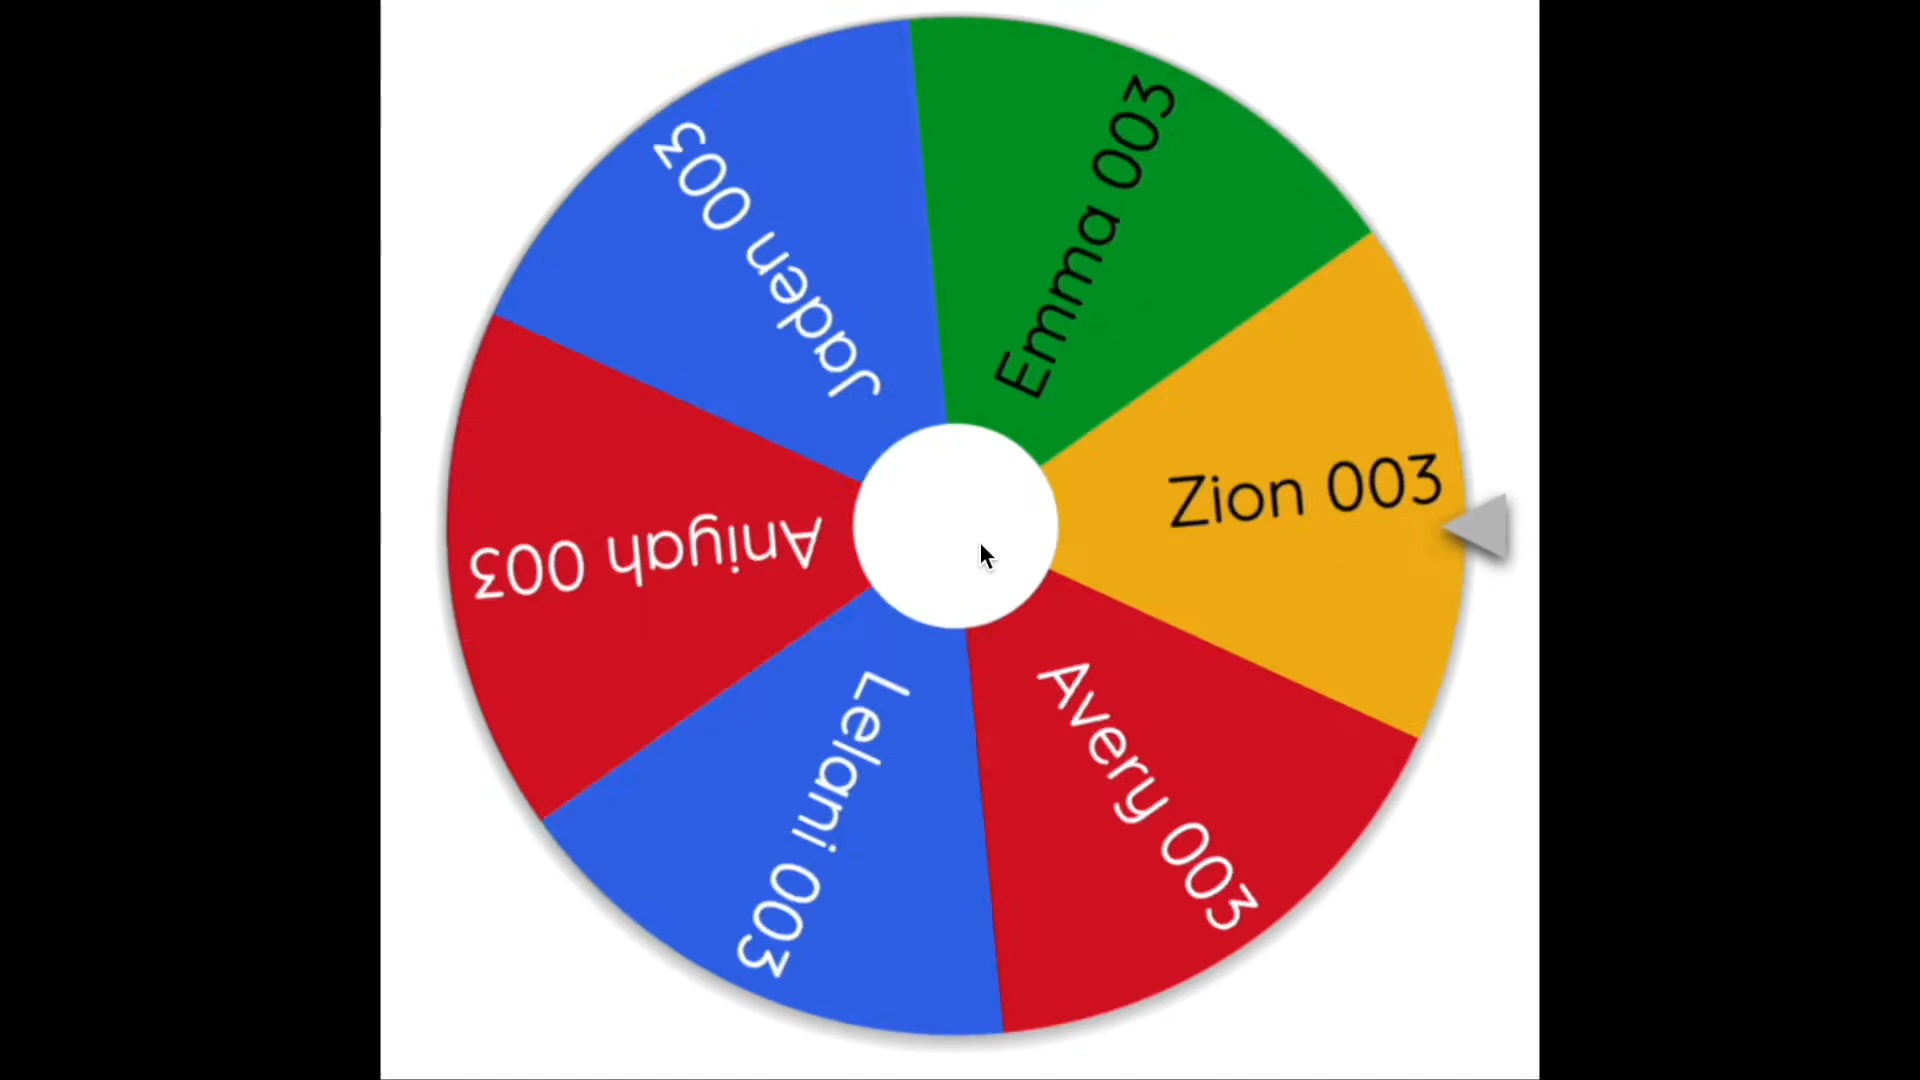 Emma 003
Zion 003
Avery 003
Lelani 003
Aniyah 003
Jaden 003